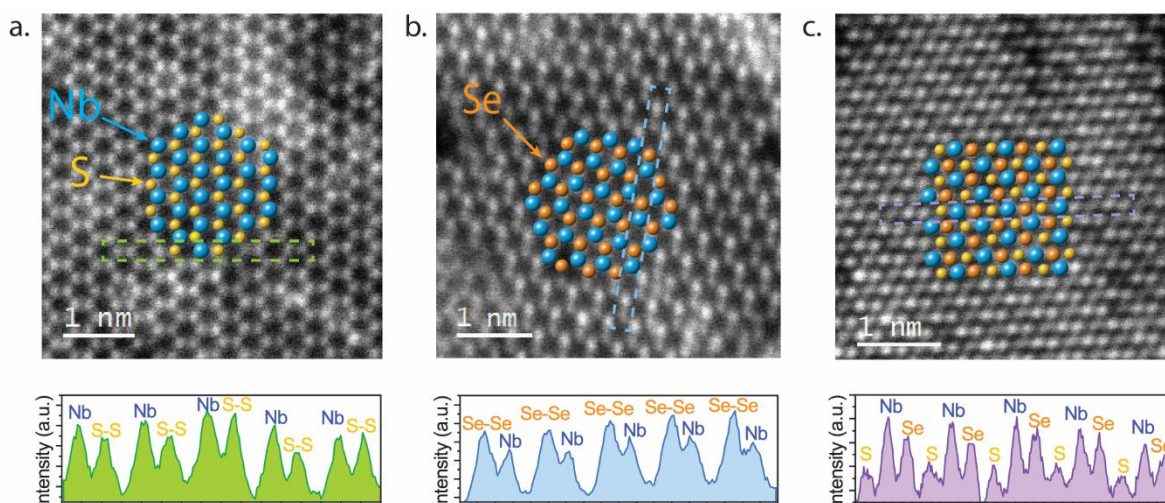 a.
Nb
S
1 nm
Intensity (a.u.)
Nb S-S Nb S-S Nb S-S Nb S-S Nb S-S
b.
Se
1 nm
Intensity (a.u.)
Se-Se Nb Se-Se Nb Se-Se Nb Se-Se Nb Se-Se Nb
c.
1 nm
Intensity (a.u.)
S Nb Se S Nb Se S Nb Se S Nb Se S Nb Se